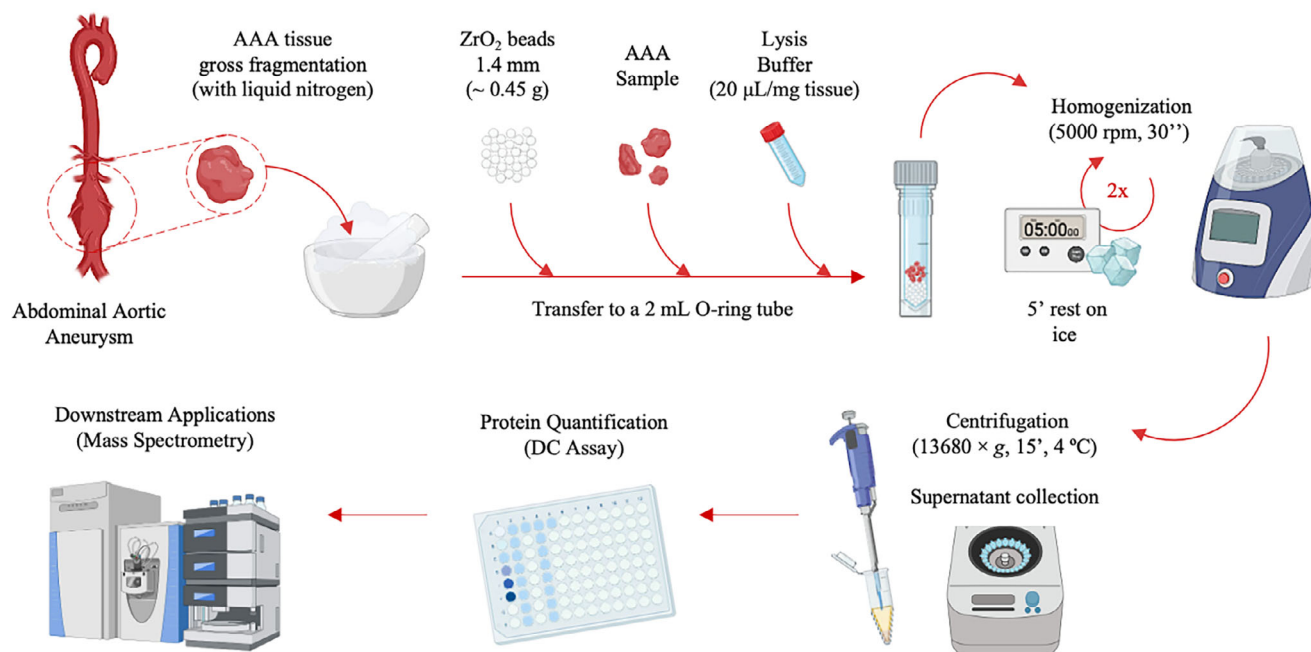 AAA tissue
gross fragmentation
(with liquid nitrogen)
ZrO₂ beads
1.4 mm
(~ 0.45 g)
AAA
Sample
Lysis
Buffer
(20 μL/mg tissue)
Homogenization
(5000 rpm, 30’’)
2x
05:00 00
5’ rest on
ice
Transfer to a 2 mL O-ring tube
Abdominal Aortic
Aneurysm
Downstream Applications
(Mass Spectrometry)
Protein Quantification
(DC Assay)
Centrifugation
(13680 × g, 15’, 4 ºC)
Supernatant collection